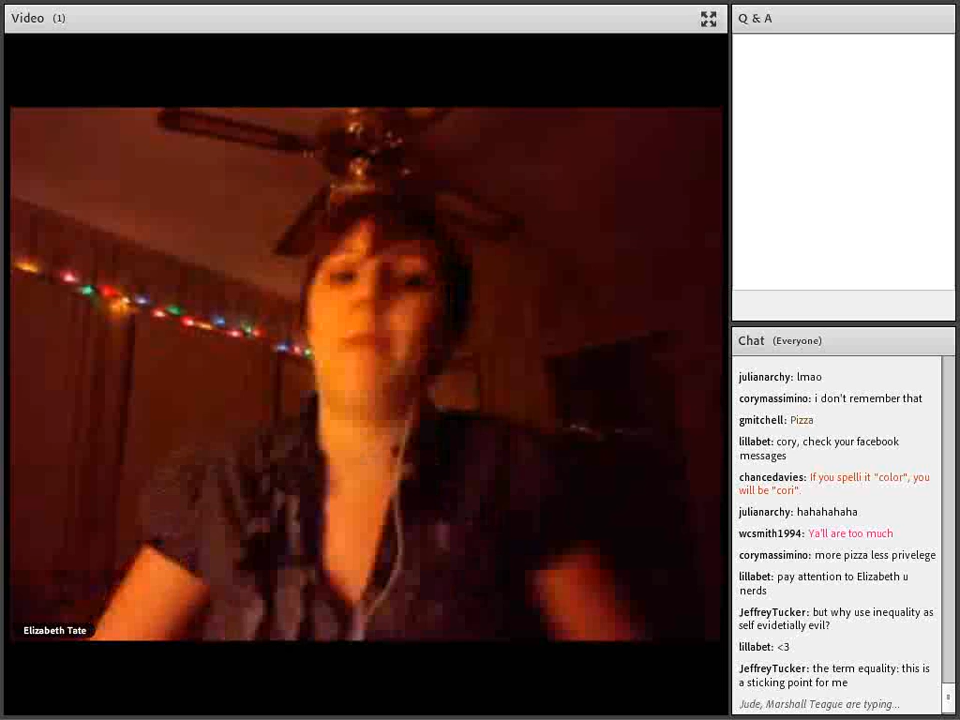 Video (1)
Q & A
Elizabeth Tate
Chat (Everyone)
julianarchy: lmao
corymassimino: i don't remember that
gmitchell: Pizza
lillabet: cory, check your facebook
messages
chancedavies: If you spelli it "color", you
will be "cori".
julianarchy: hahahahaha
wcsmith1994: Ya'll are too much
corymassimino: more pizza less privelege
lillabet: pay attention to Elizabeth u
nerds
JeffreyTucker: but why use inequality as
self evidetially evil?
lillabet: <3
JeffreyTucker: the term equality: this is
a sticking point for me
Jude, Marshall Teague are typing...